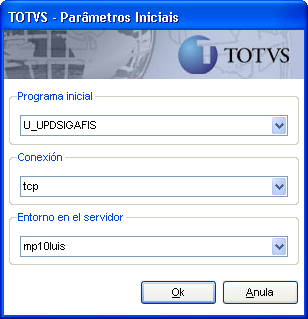 TOTVS - Parâmetros Iniciais
TOTVS
Programa inicial
U_UPDSIGAFIS
Conexión
tcp
Entorno en el servidor
mp10luis
Ok
Anula